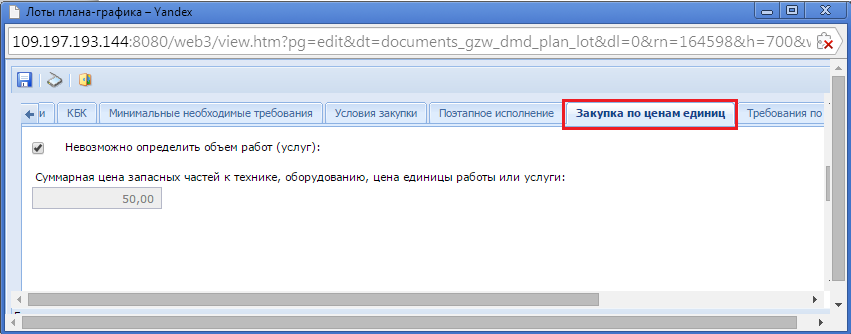 Лоты плана-графика – Yandex
109.197.193.144:8080/web3/view.htm?pg=edit&dt=documents_gzw_dmd_plan_lot&dl=0&rn=164598&h=700&
и КБК Минимальные необходимые требования Условия закупки Поэтапное исполнение Закупка по ценам единиц Требования по
Невозможно определить объем работ (услуг):
Суммарная цена запасных частей к технике, оборудованию, цена единицы работы или услуги:
50,00